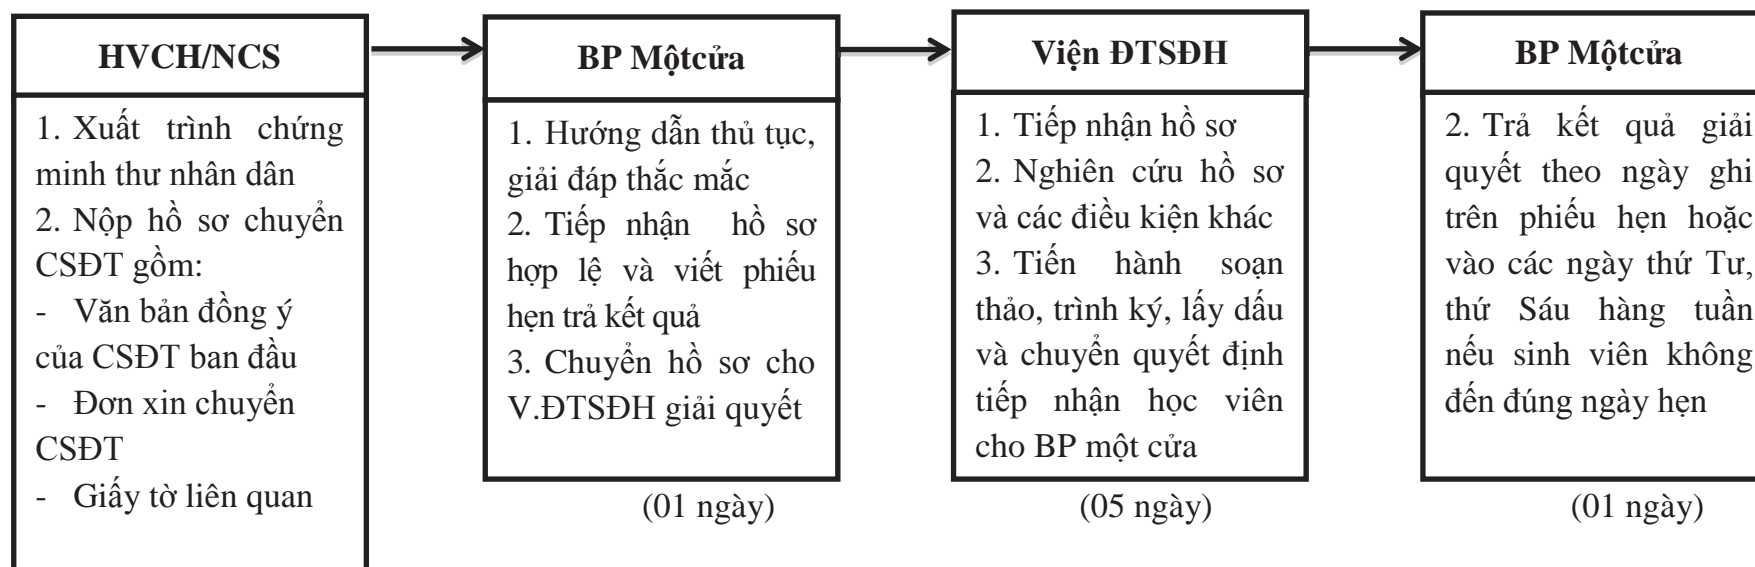 HVCH/NCS
1. Xuất trình chứng
minh thư nhân dân
2. Nộp hồ sơ chuyển
CSĐT gồm:
- Văn bản đồng ý
của CSĐT ban đầu
- Đơn xin chuyển
CSĐT
- Giấy tờ liên quan
BP Mộtcửa
1. Hướng dẫn thủ tục,
giải đáp thắc mắc
2. Tiếp nhận hồ sơ
hợp lệ và viết phiếu
hẹn trả kết quả
3. Chuyển hồ sơ cho
V.ĐTSĐH giải quyết
(01 ngày)
Viện ĐTSĐH
1. Tiếp nhận hồ sơ
2. Nghiên cứu hồ sơ
và các điều kiện khác
3. Tiến hành soạn
thảo, trình ký, lấy dấu
và chuyển quyết định
tiếp nhận học viên
cho BP một cửa
(05 ngày)
BP Mộtcửa
2. Trả kết quả giải
quyết theo ngày ghi
trên phiếu hẹn hoặc
vào các ngày thứ Tư,
thứ Sáu hàng tuần
nếu sinh viên không
đến đúng ngày hẹn
(01 ngày)